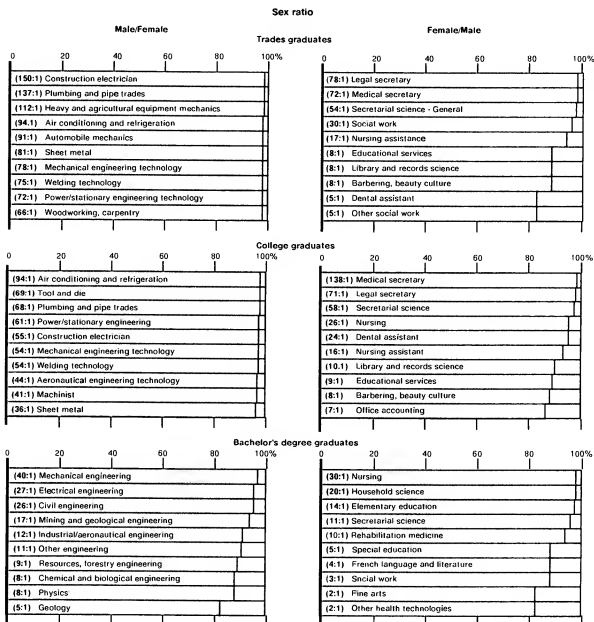 Sex ratio
Male/Female
Female/Male
Trades graduates
0 20 40 60 80 100%
(150:1) Construction electrician
(137:1) Plumbing and pipe trades
(112:1) Heavy and agricultural equipment mechanics
(94.1) Air conditioning and refrigeration
(91:1) Automobile mechanics
(81:1) Sheet metal
(78:1) Mechanical engineering technology
(75:1) Welding technology
(72:1) Power/stationary engineering technology
(66:1) Woodworking, carpentry
0 20 40 60 80 100%
(78:1) Legal secretary
(72:1) Medical secretary
(54:1) Secretarial science - General
(30:1) Social work
(17:1) Nursing assistance
(8:1) Educational services
(8:1) Library and records science
(8:1) Barbering, beauty culture
(5:1) Dental assistant
(5:1) Other social work
College graduates
0 20 40 60 80 100%
(94:1) Air conditioning and refrigeration
(69:1) Tool and die
(68:1) Plumbing and pipe trades
(61:1) Power/stationary engineering
(55:1) Construction electrician
(54:1) Mechanical engineering technology
(54:1) Welding technology
(44:1) Aeronautical engineering technology
(41:1) Machinist
(36:1) Sheet metal
0 20 40 60 80 100%
(138:1) Medical secretary
(71:1) Legal secretary
(58:1) Secretarial science
(26:1) Nursing
(24:1) Dental assistant
(16:1) Nursing assistant
(10.1) Library and records science
(9:1) Educational services
(8:1) Barbering, beauty culture
(7:1) Office accounting
Bachelor's degree graduates
0 20 40 60 80 100%
(40:1) Mechanical engineering
(27:1) Electrical engineering
(26:1) Civil engineering
(17:1) Mining and geological engineering
(12:1) Industrial/aeronautical engineering
(11:1) Other engineering
(9:1) Resources, forestry engineering
(8:1) Chemical and biological engineering
(8:1) Physics
(5:1) Geology
0 20 40 60 80 100%
(30:1) Nursing
(20:1) Household science
(14:1) Elementary education
(11:1) Secretarial science
(10:1) Rehabilitation medicine
(5:1) Special education
(4:1) French language and literature
(3:1) Social work
(2:1) Fine arts
(2:1) Other health technologies